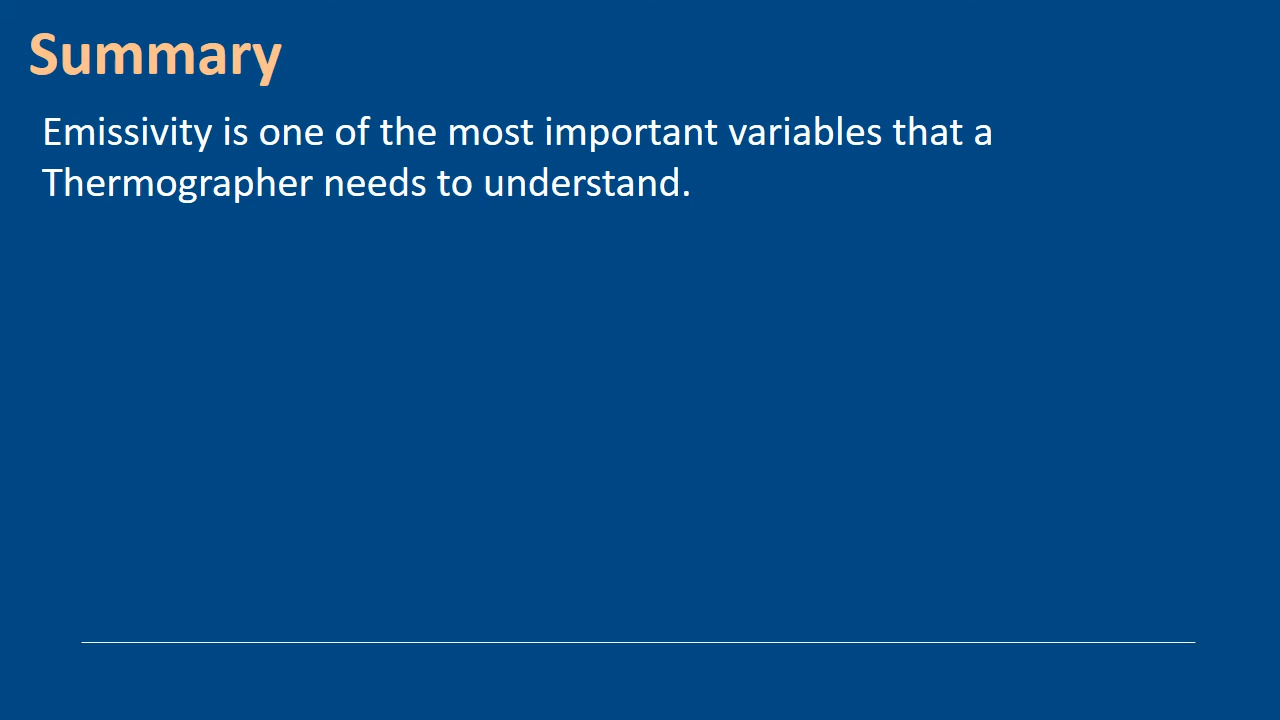 Summary
Emissivity is one of the most important variables that a
Thermographer needs to understand.